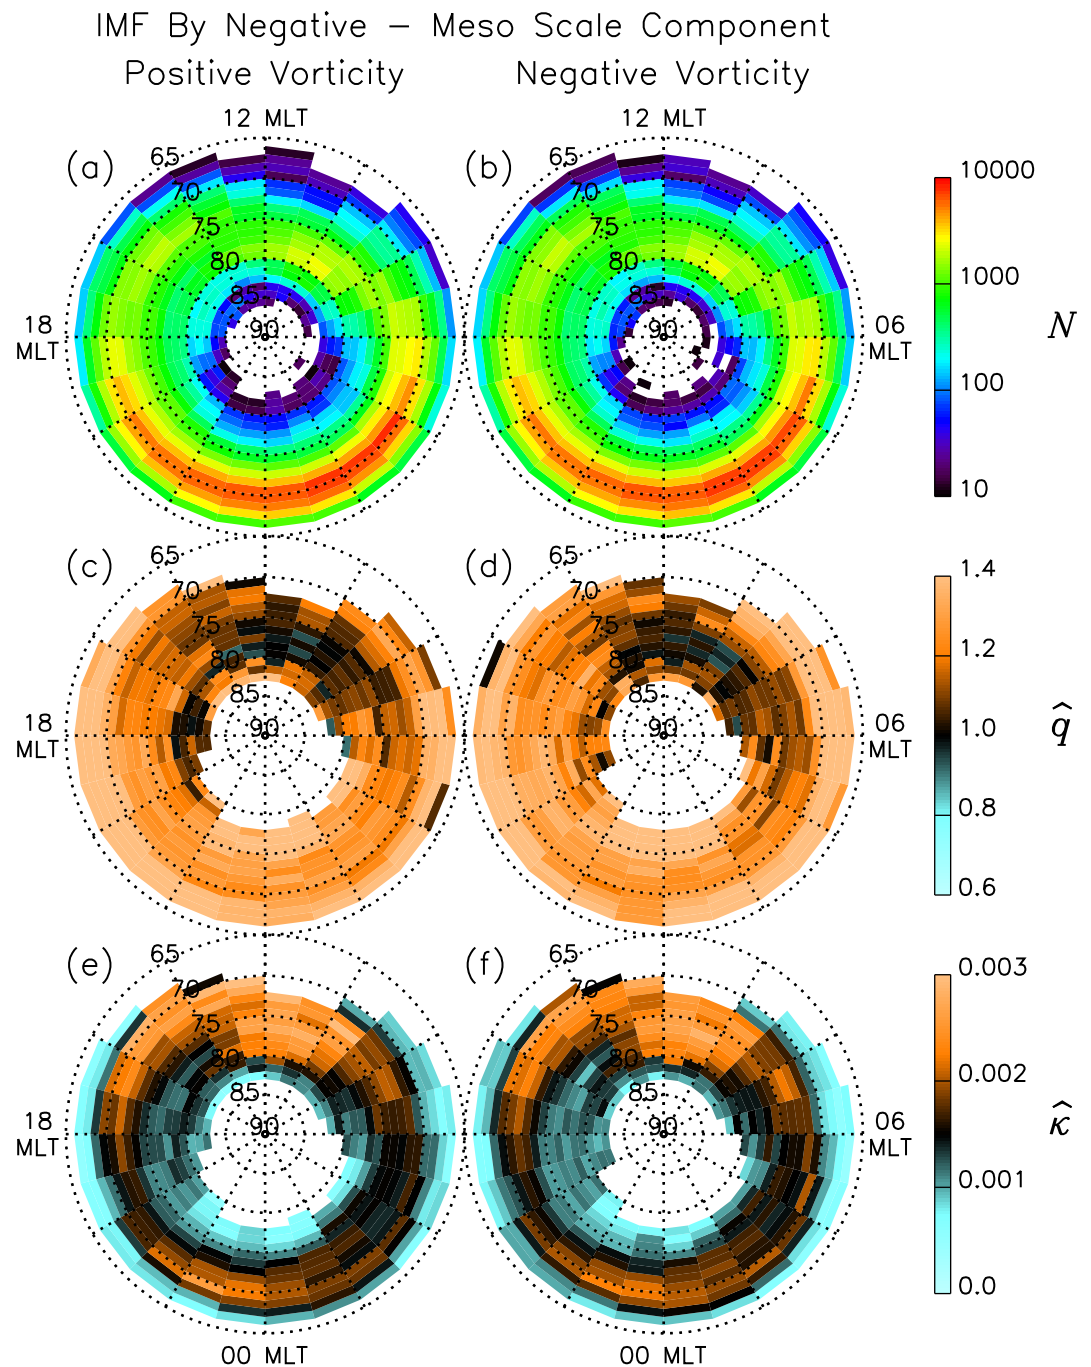 IMF By Negative – Meso Scale Component
Positive Vorticity Negative Vorticity
12 MLT 12 MLT
(a) 65 (b) 65 10000
70 70
75 75
80 80 1000
85 85
18 MLT 90 90 06 MLT N
100
10
(c) 65 (d) 65 1.4
70 70
75 75 1.2
80 80
85 85
18 MLT 90 90 06 MLT 1.0 q̂
0.8
0.6
(e) 65 (f) 65 0.003
70 70
75 75
80 80 0.002
85 85
18 MLT 90 90 06 MLT κ̂
0.001
0.0
00 MLT 00 MLT